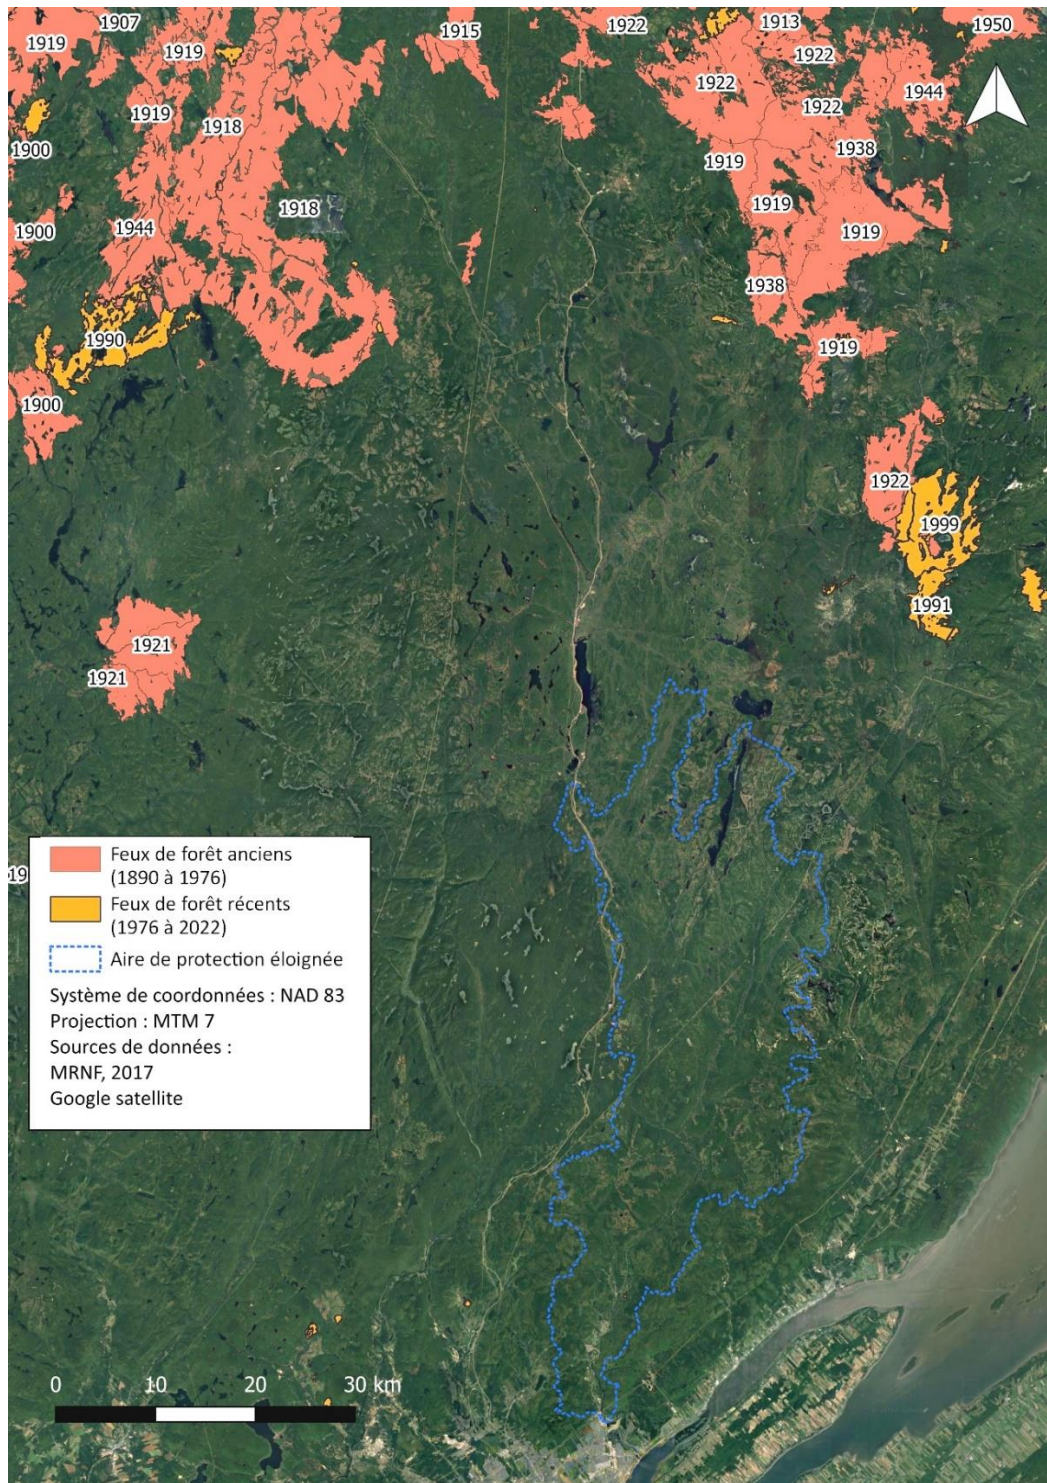 1907
1919
1919
1915
1922
1913
1950
1922
1922
1944
1919
1918
1922
1900
1938
1919
1918
1919
1900
1944
1919
1938
1990
1919
1900
1922
1999
1991
1921
1921
19
Feux de forêt anciens
(1890 à 1976)
Feux de forêt récents
(1976 à 2022)
Aire de protection éloignée
Système de coordonnées : NAD 83
Projection : MTM 7
Sources de données :
MRNF, 2017
Google satellite
0 10 20 30 km